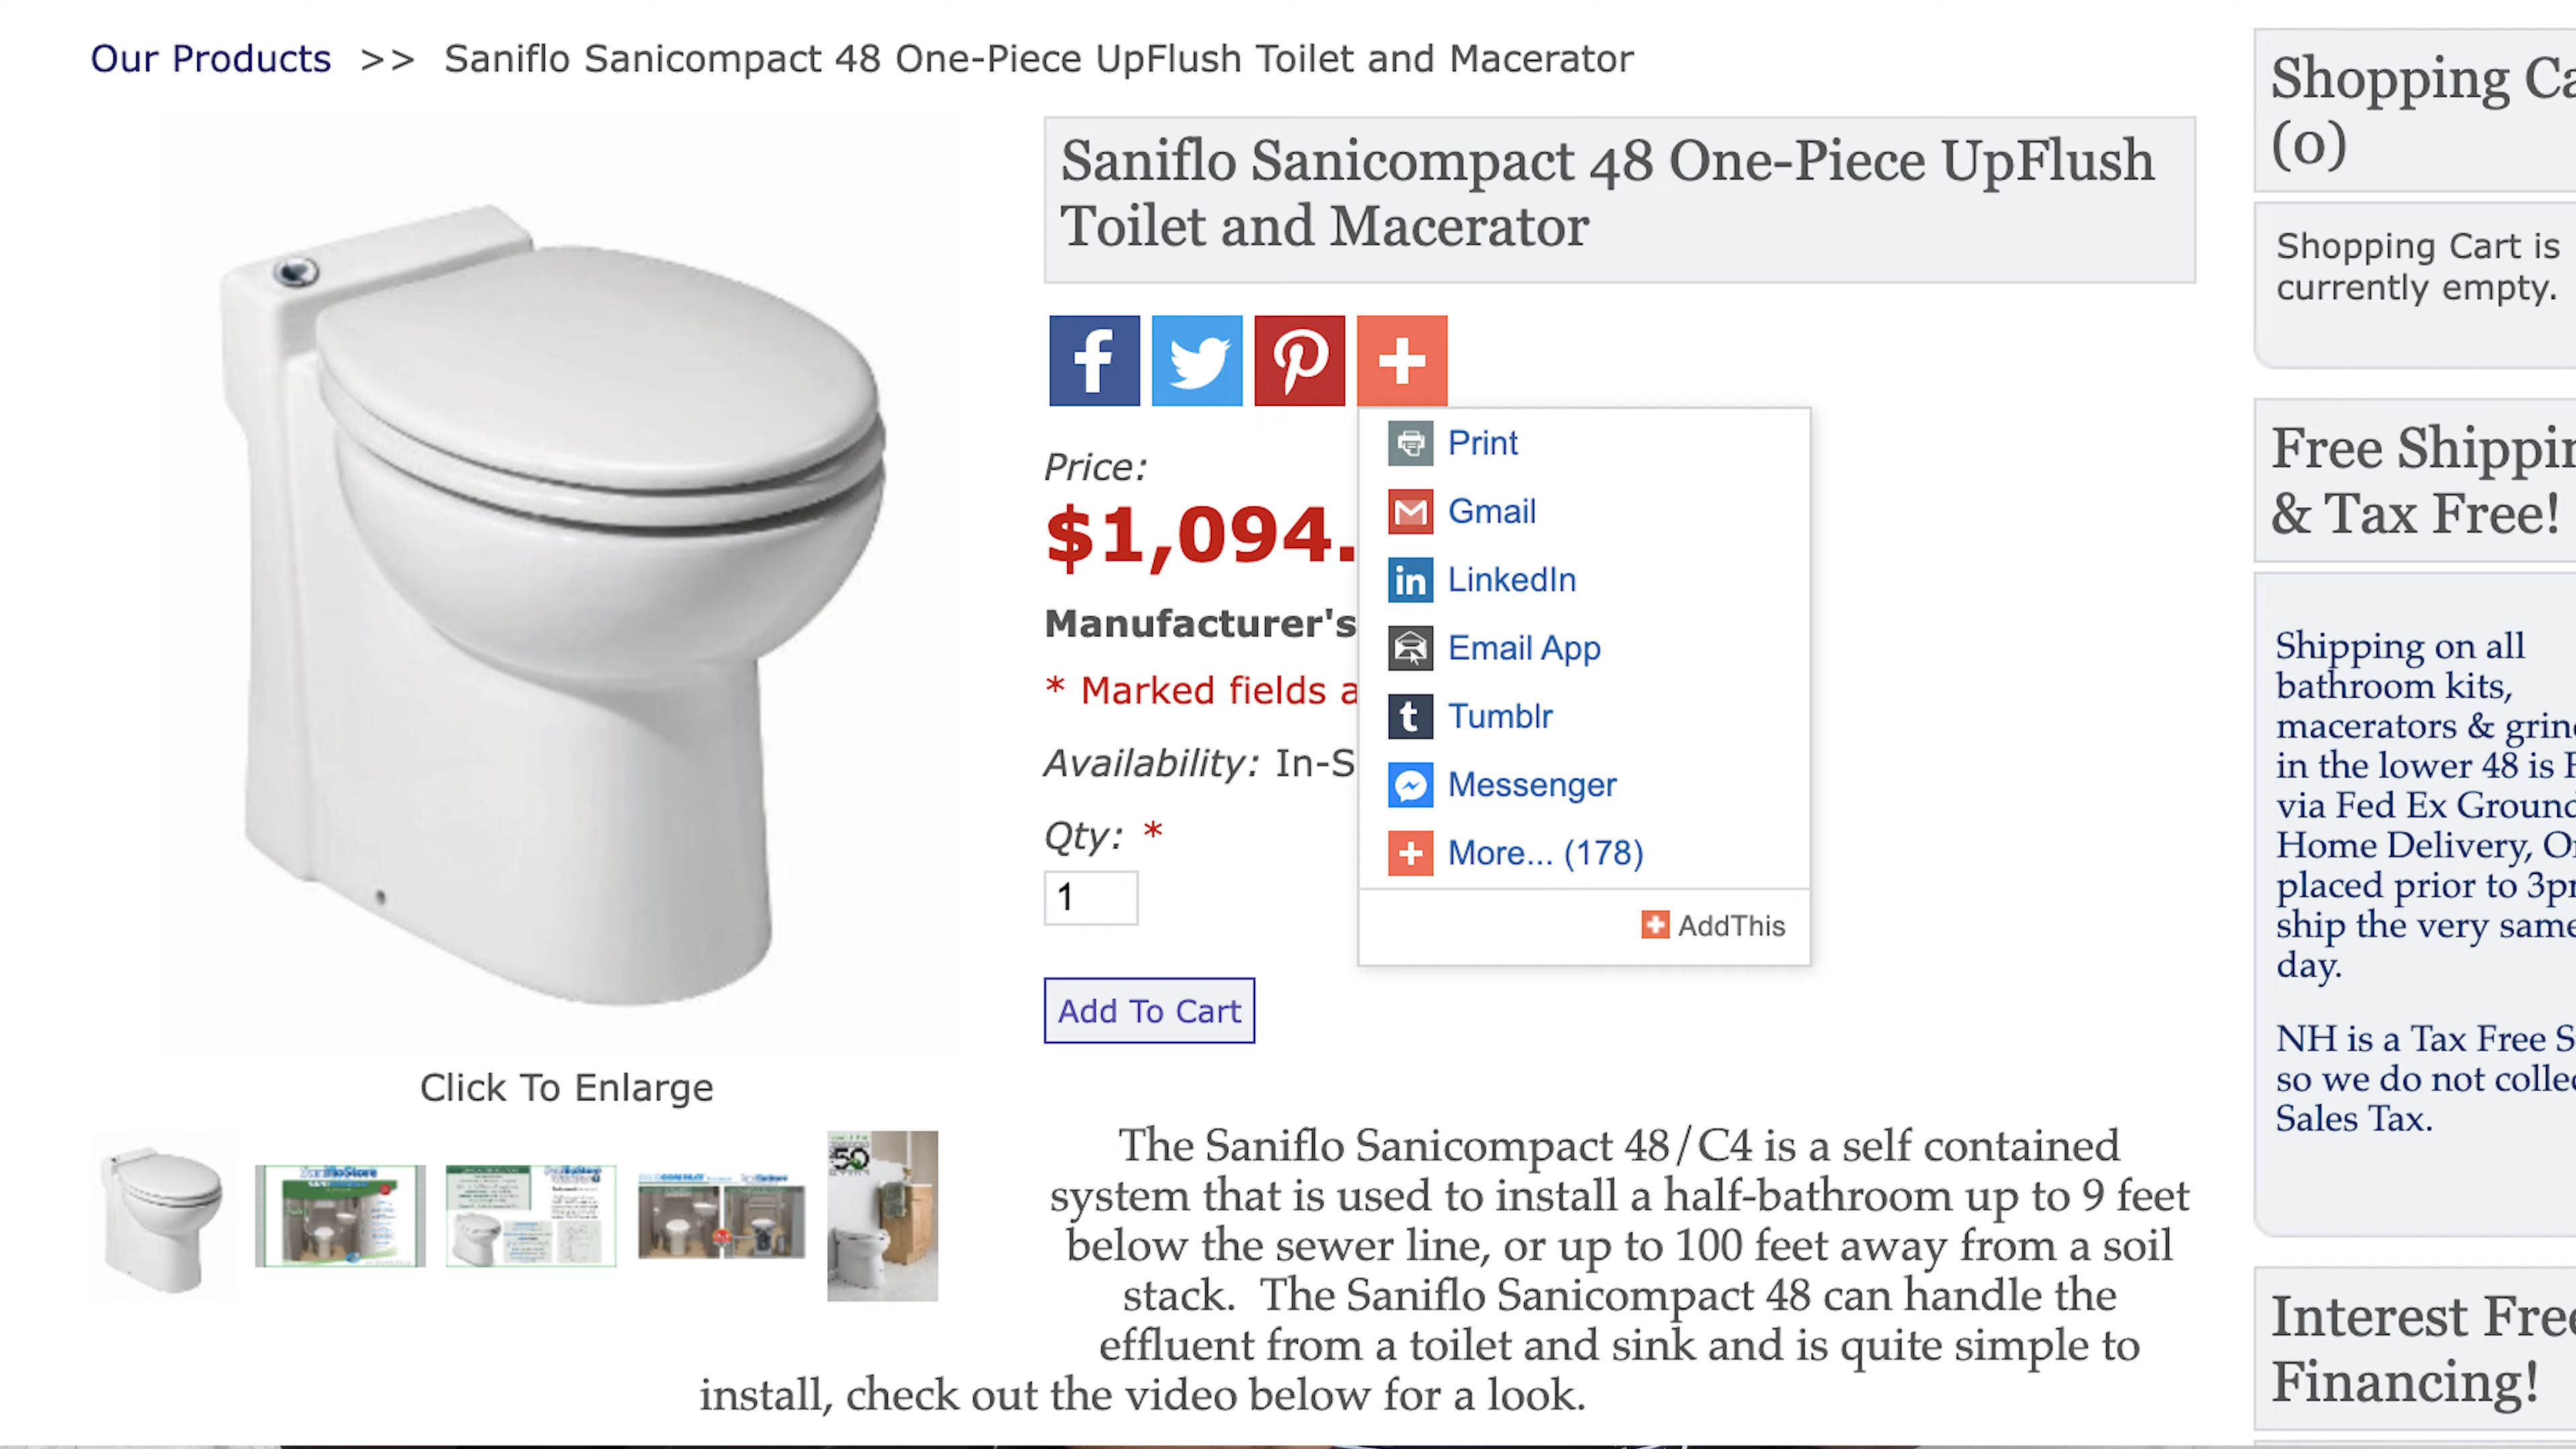 Our Products >> Saniflo Sanicompact 48 One-Piece UpFlush Toilet and Macerator
Saniflo Sanicompact 48 One-Piece UpFlush
Toilet and Macerator
Price:
$1,094.
Manufacturer's
* Marked fields a
Availability: In-S
Qty: *
1
Add To Cart
Print
Gmail
LinkedIn
Email App
Tumblr
Messenger
More... (178)
AddThis
Click To Enlarge
The Saniflo Sanicompact 48/C4 is a self contained
system that is used to install a half-bathroom up to 9 feet
below the sewer line, or up to 100 feet away from a soil
stack. The Saniflo Sanicompact 48 can handle the
effluent from a toilet and sink and is quite simple to
install, check out the video below for a look.
Shopping Ca
(0)
Shopping Cart is
currently empty.
Free Shippin
& Tax Free!
Shipping on all
bathroom kits,
macerators & grin
in the lower 48 is F
via Fed Ex Ground
Home Delivery, Or
placed prior to 3pm
ship the very same
day.
NH is a Tax Free S
so we do not collec
Sales Tax.
Interest Free
Financing!